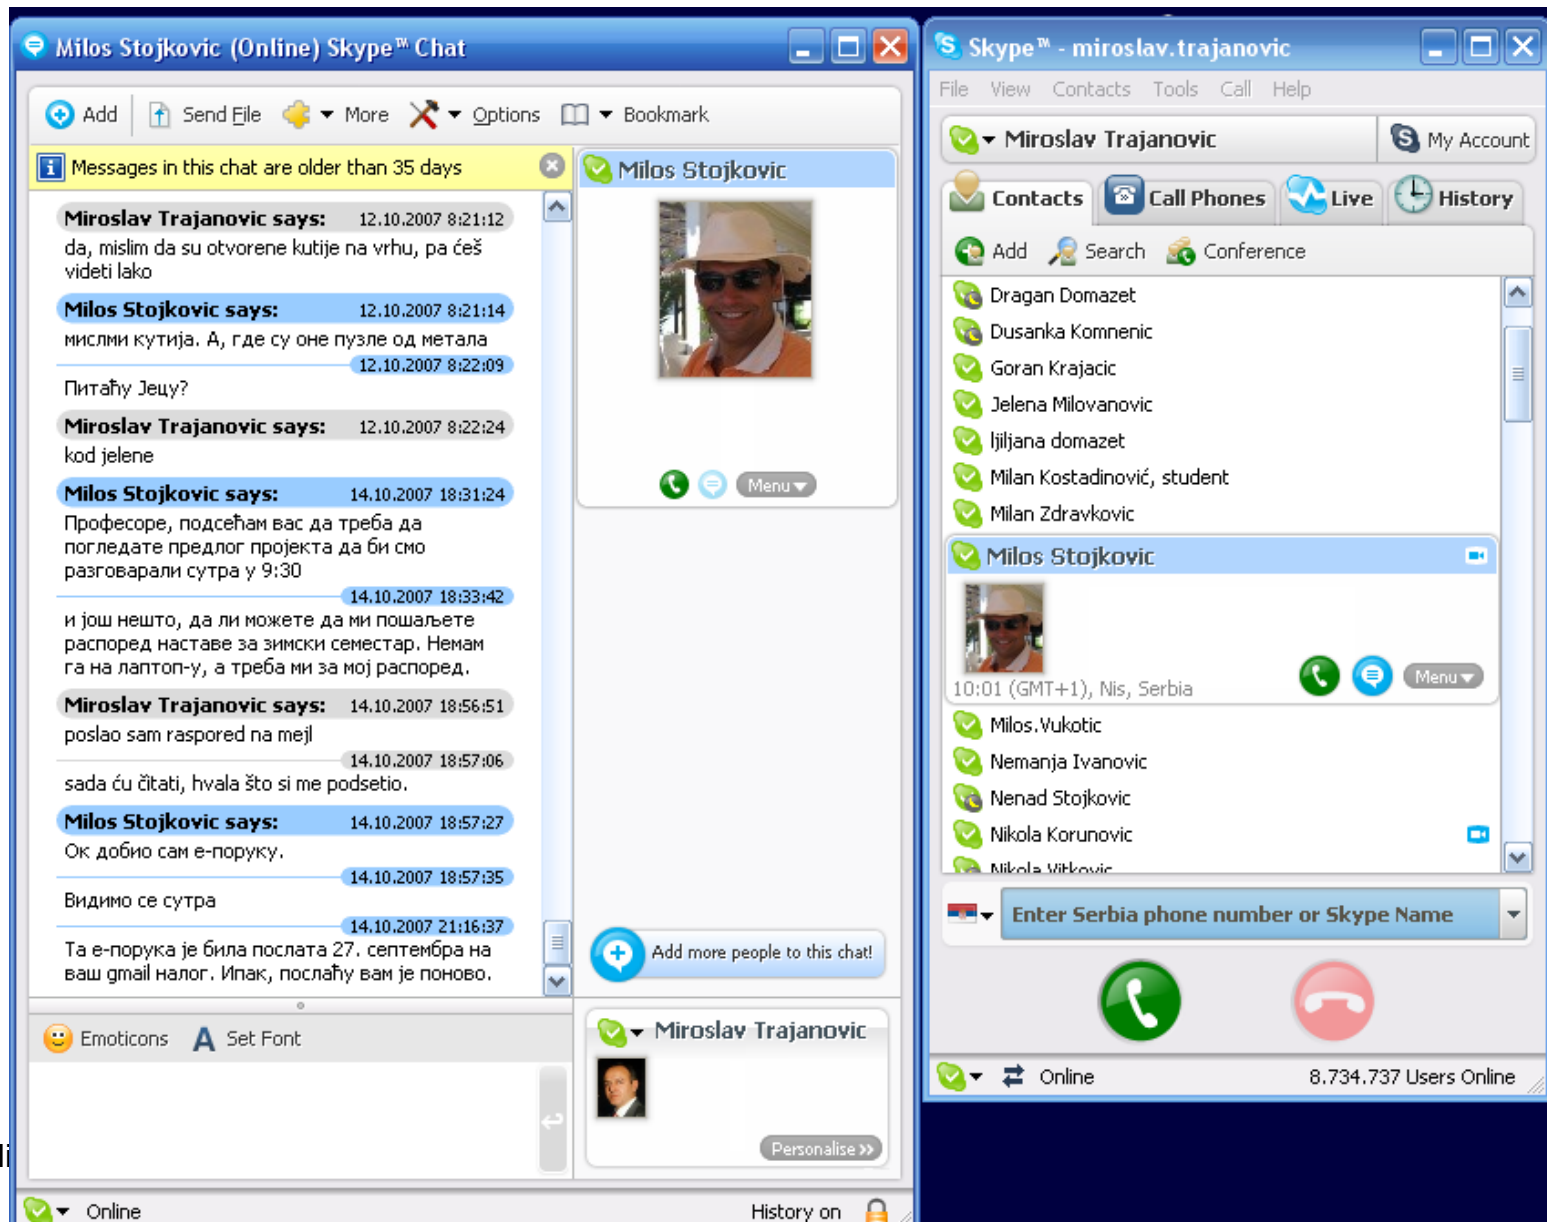 Milos Stojkovic (Online) Skype™ Chat
Add Send File More Options Bookmark
Messages in this chat are older than 35 days
Miroslav Trajanovic says: 12.10.2007 8:21:12
da, mislim da su otvorene kutije na vrhu, pa ćeš
videti lako
Milos Stojkovic says: 12.10.2007 8:21:14
мислми кутија. А, где су оне пузле од метала
12.10.2007 8:22:09
Питаћу Јецу?
Miroslav Trajanovic says: 12.10.2007 8:22:24
kod jelene
Milos Stojkovic says: 14.10.2007 18:31:24
Професоре, подсећам вас да треба да
погледате предлог пројекта да би смо
разговарали сутра у 9:30
14.10.2007 18:33:42
и још нешто, да ли можете да ми пошаљете
распоред наставе за зимски семестар. Немам
га на лаптоп-у, а треба ми за мој распоред.
Miroslav Trajanovic says: 14.10.2007 18:56:51
poslao sam raspored na mejl
14.10.2007 18:57:06
sada ću čitati, hvala što si me podsetio.
Milos Stojkovic says: 14.10.2007 18:57:27
Ок добио сам е-поруку.
14.10.2007 18:57:35
Видимо се сутра
14.10.2007 21:16:37
Та е-порука је била послата 27. септембра на
ваш gmail налог. Ипак, послаћу вам је поново.
Emoticons A Set Font
Online
Milos Stojkovic
Menu
Add more people to this chat!
Miroslav Trajanovic
Personalise >>
History on
Skype™ - miroslav.trajanovic
File View Contacts Tools Call Help
Miroslav Trajanovic My Account
Contacts Call Phones Live History
Add Search Conference
Dragan Domazet
Dusanka Komnenic
Goran Krajacic
Jelena Milovanovic
ljiljana domazet
Milan Kostadinović, student
Milan Zdravkovic
Milos Stojkovic
10:01 (GMT+1), Nis, Serbia Menu
Milos.Vukotic
Nemanja Ivanovic
Nenad Stojkovic
Nikola Korunovic
Nikola Vitkovic
Enter Serbia phone number or Skype Name
Online 8.734.737 Users Online